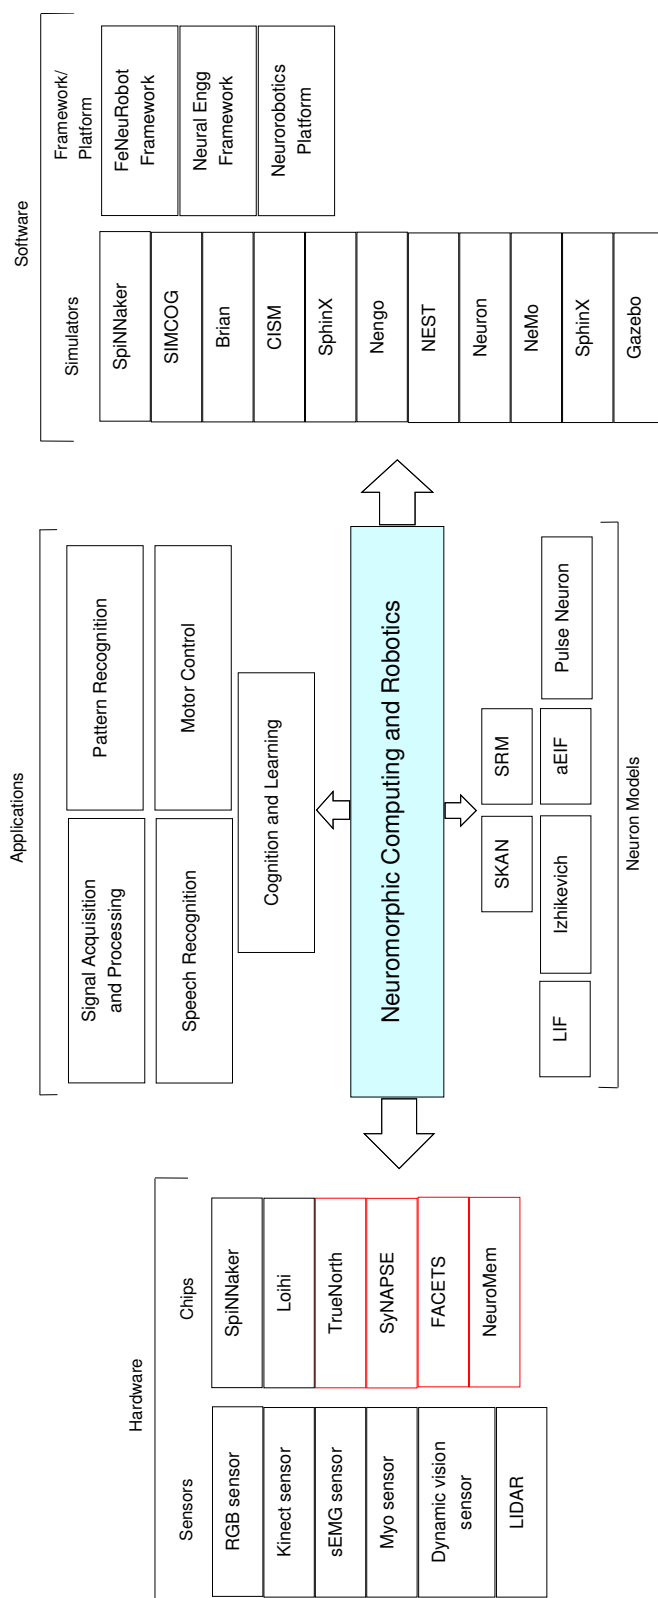 Hardware
Sensors
RGB sensor
Kinect sensor
sEMG sensor
Myo sensor
Dynamic vision
sensor
LIDAR
Chips
SpiNNaker
Loihi
TrueNorth
SyNAPSE
FACETS
NeuroMem
Applications
Signal Acquisition
and Processing
Pattern Recognition
Speech Recognition
Motor Control
Cognition and Learning
Neuromorphic Computing and Robotics
SKAN
SRM
LIF
Izhikevich
aEIF
Pulse Neuron
Neuron Models
Software
Simulators
SpiNNaker
SIMCOG
Brian
CISM
SphinX
Nengo
NEST
Neuron
NeMo
SphinX
Gazebo
Framework/
Platform
FeNeuRobot
Framework
Neural Engg
Framework
Neurorobotics
Platform